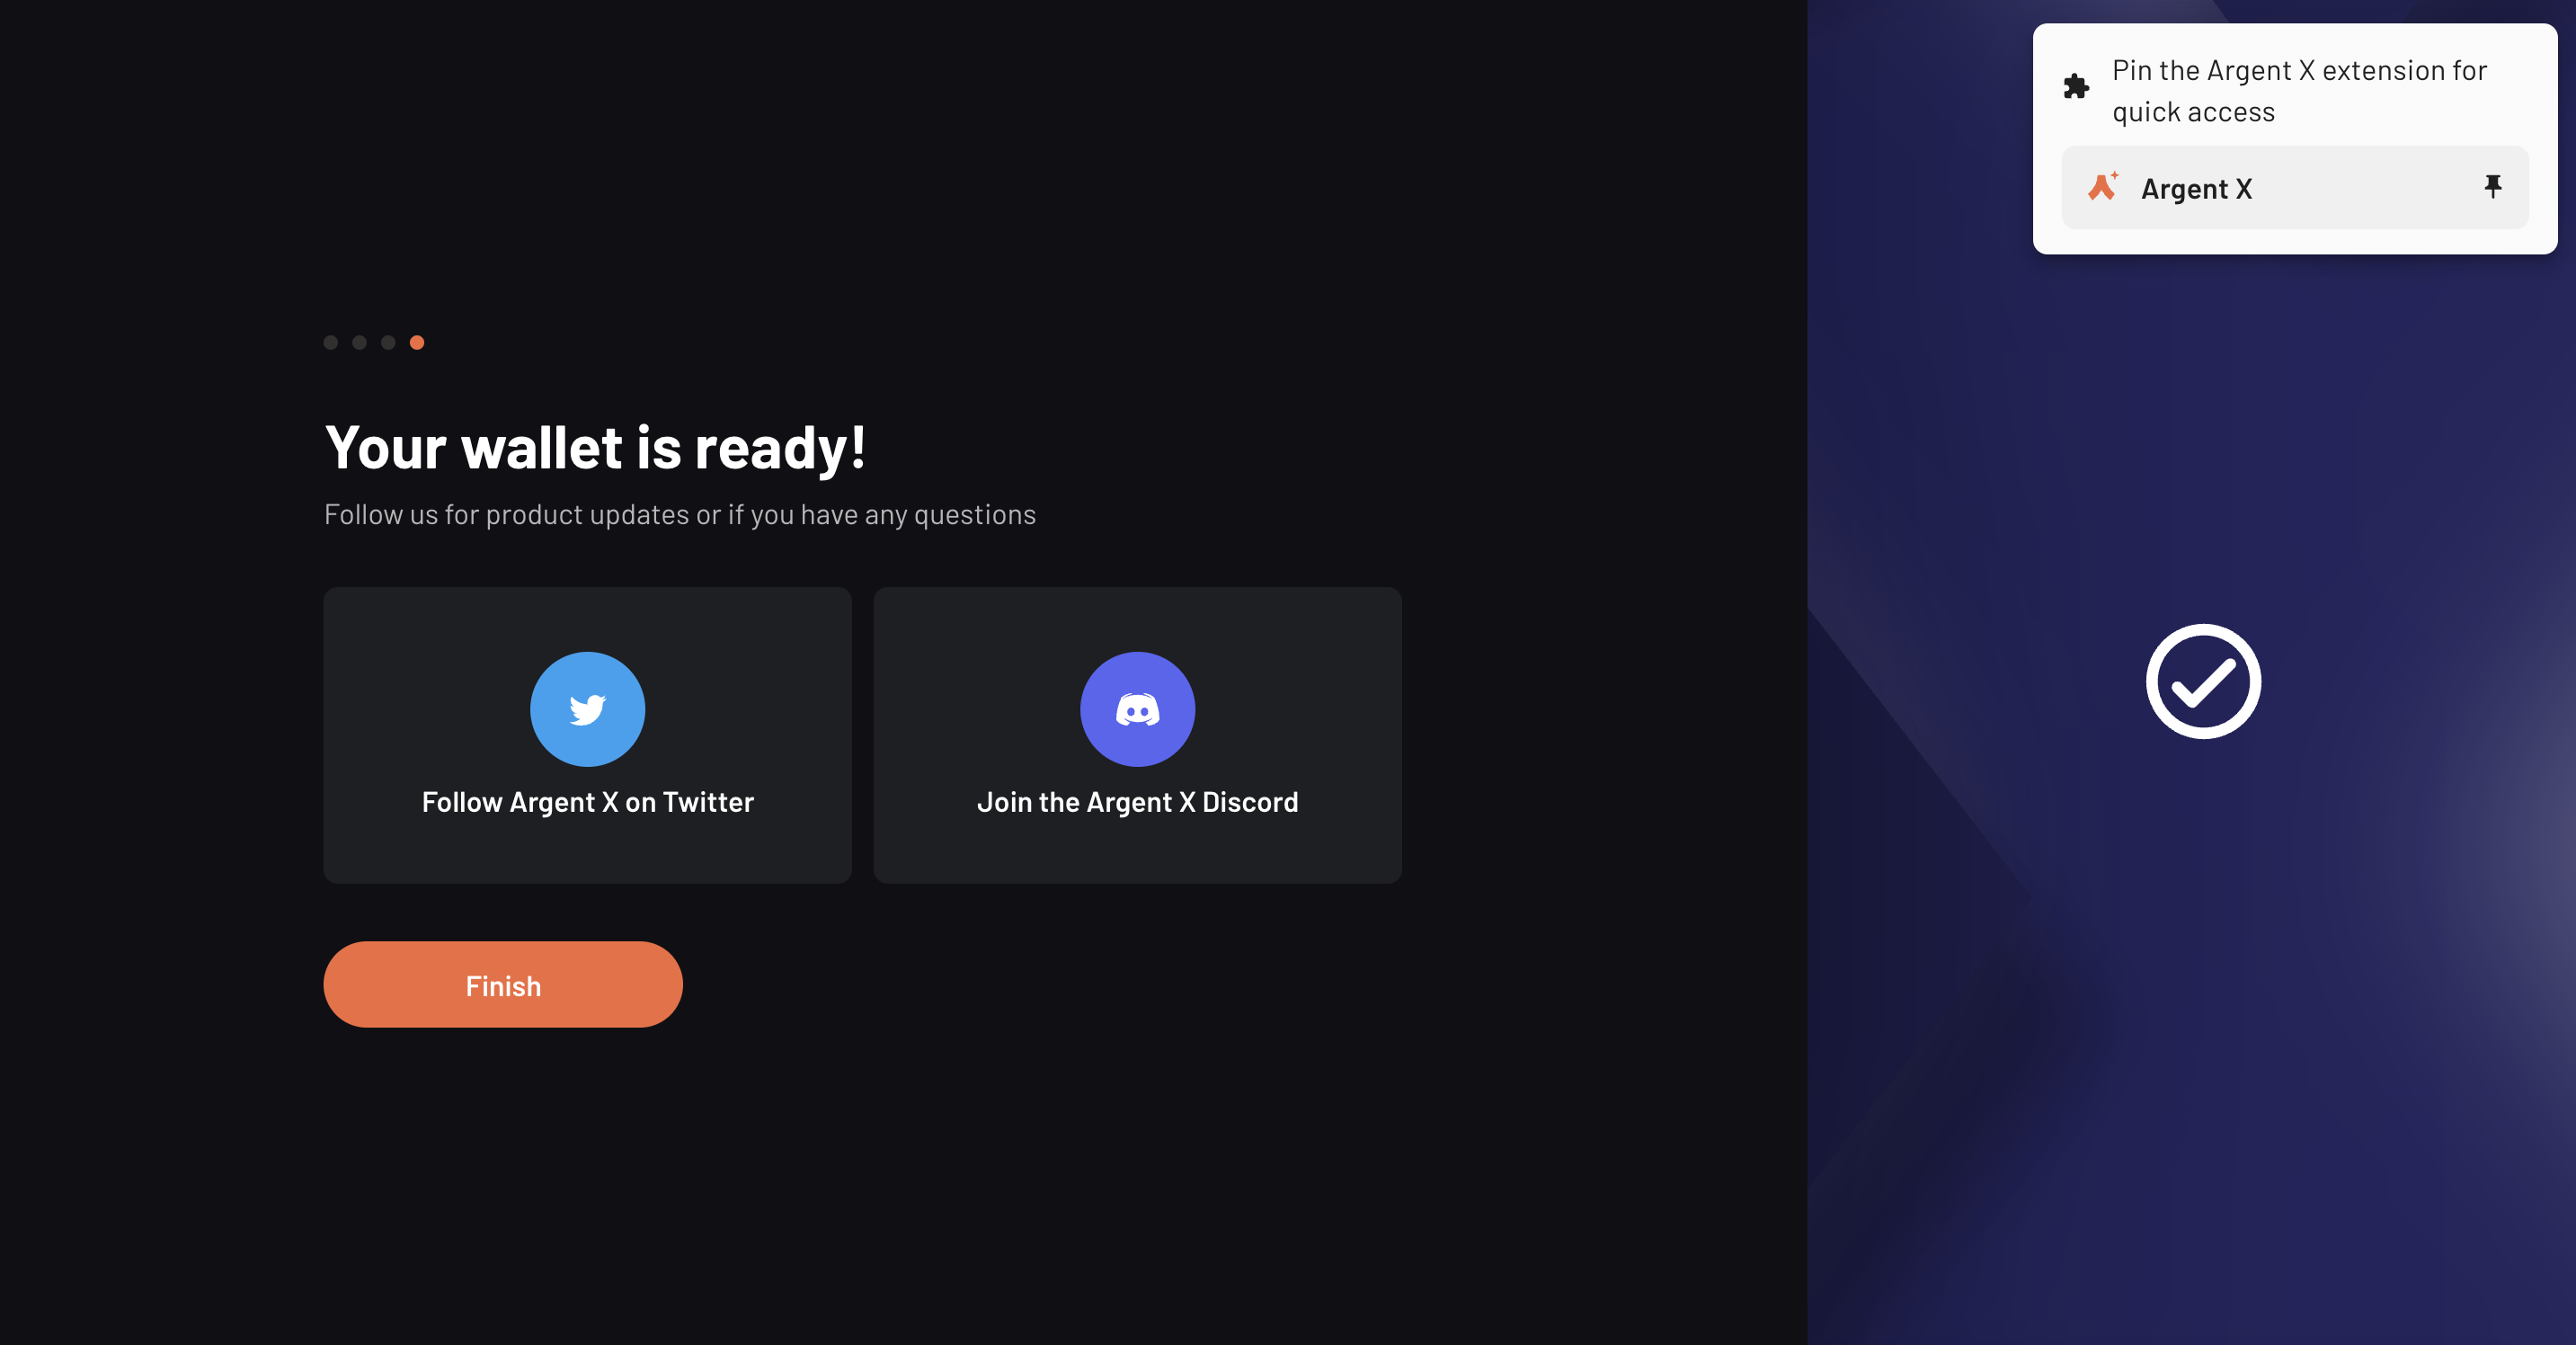 Pin the Argent X extension for
quick access
Argent X
Your wallet is ready!
Follow us for product updates or if you have any questions
Follow Argent X on Twitter
Join the Argent X Discord
Finish